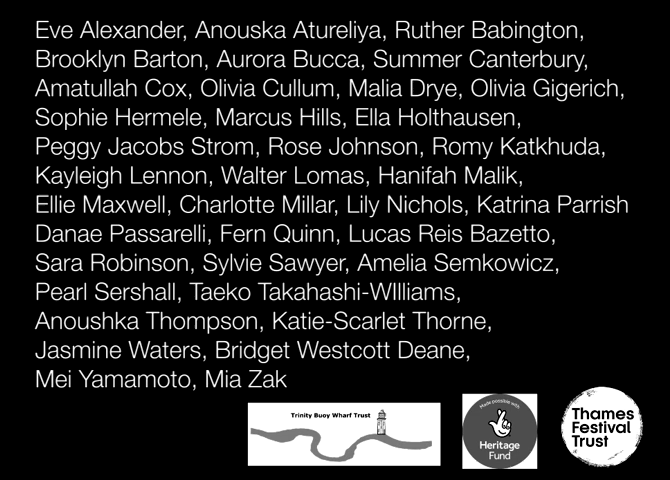 Eve Alexander, Anouska Atureliya, Ruther Babington,
Brooklyn Barton, Aurora Bucca, Summer Canterbury,
Amatullah Cox, Olivia Cullum, Malia Drye, Olivia Gigerich,
Sophie Hermele, Marcus Hills, Ella Holthausen,
Peggy Jacobs Strom, Rose Johnson, Romy Katkhuda,
Kayleigh Lennon, Walter Lomas, Hanifah Malik,
Ellie Maxwell, Charlotte Millar, Lily Nichols, Katrina Parrish
Danae Passarelli, Fern Quinn, Lucas Reis Bazetto,
Sara Robinson, Sylvie Sawyer, Amelia Semkowicz,
Pearl Sershall, Taeko Takahashi-WIlliams,
Anoushka Thompson, Katie-Scarlet Thorne,
Jasmine Waters, Bridget Westcott Deane,
Mei Yamamoto, Mia Zak
Trinity Buoy Wharf Trust
Made possible with
Heritage
Fund
Thames
Festival
Trust